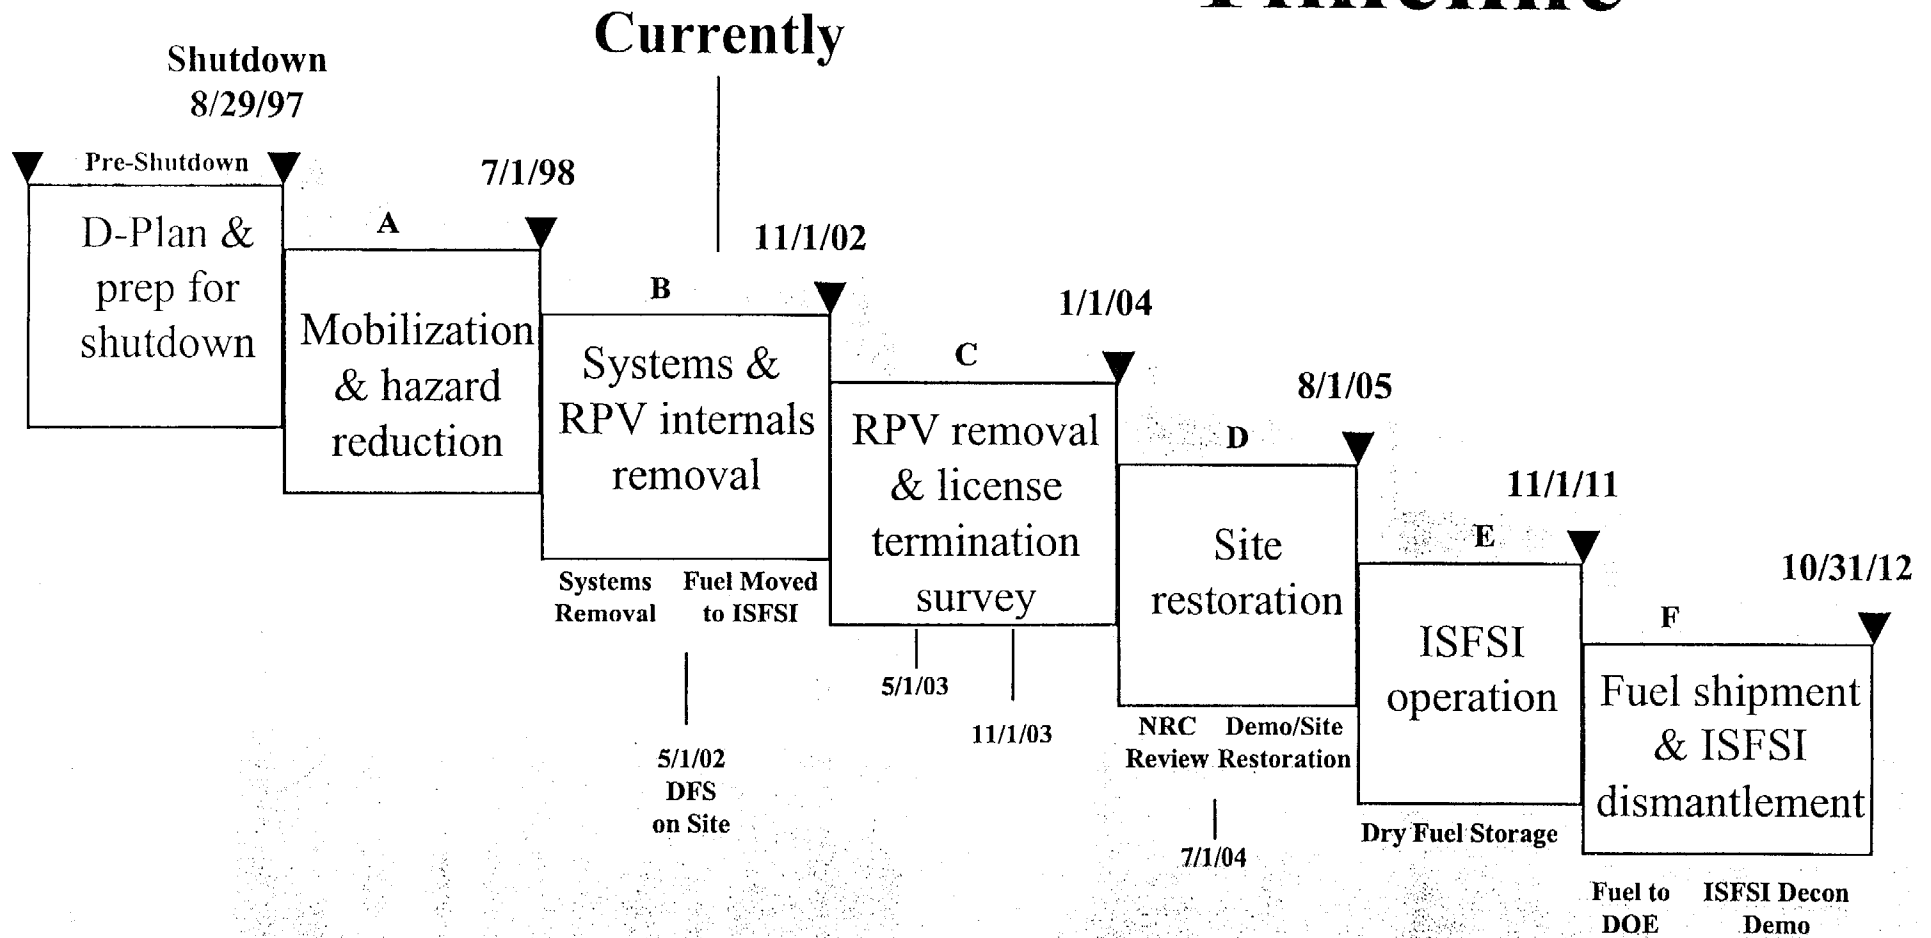 Timeline
Currently
Shutdown
8/29/97
Pre-Shutdown
D-Plan &
prep for
shutdown
7/1/98
A
Mobilization
& hazard
reduction
11/1/02
B
Systems &
RPV internals
removal
Systems
Removal
Fuel Moved
to ISFSI
5/1/02
DFS
on Site
1/1/04
C
RPV removal
& license
termination
survey
5/1/03
11/1/03
8/1/05
D
Site
restoration
NRC
Review
Demo/Site
Restoration
7/1/04
11/1/11
E
ISFSI
operation
Dry Fuel Storage
10/31/12
F
Fuel shipment
& ISFSI
dismantlement
Fuel to
DOE
ISFSI Decon
Demo